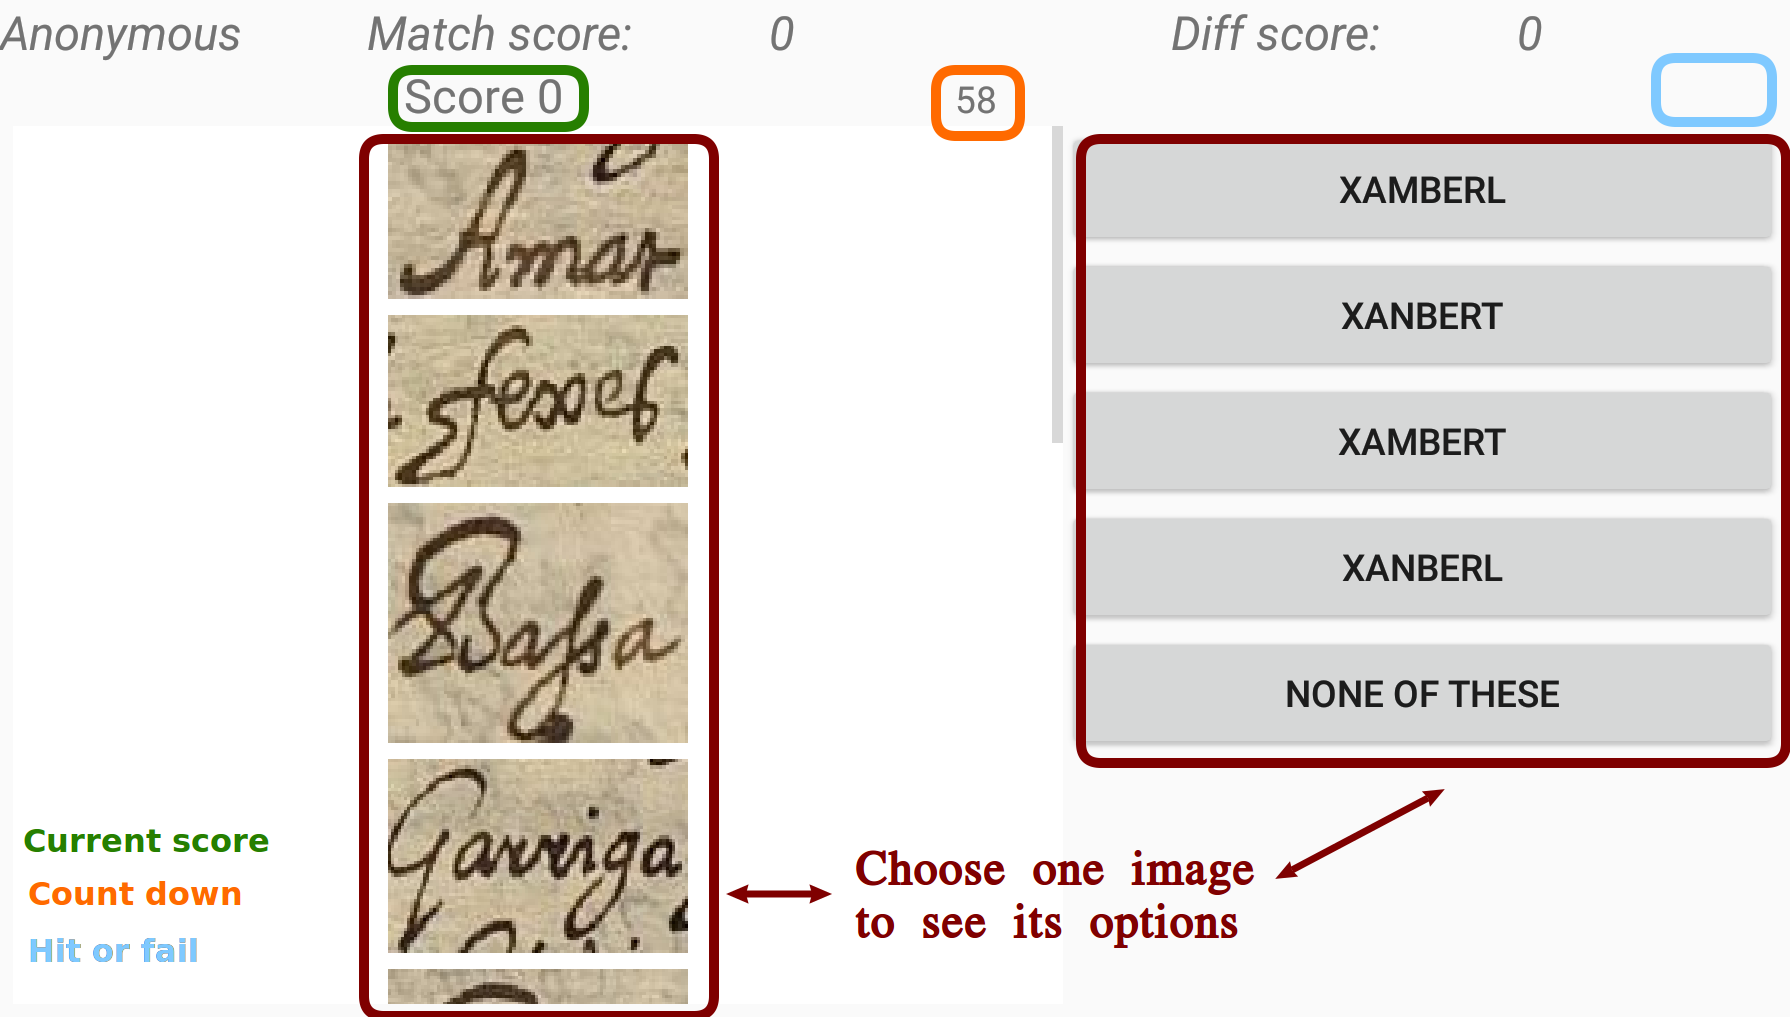 Anonymous Match score: 0 Diff score: 0
Score 0 58
Amar
Jesses
Bassa
Garriga
XAMBERL
XANBERT
XAMBERT
XANBERL
NONE OF THESE
Current score
Count down
Hit or fail
Choose one image
to see its options